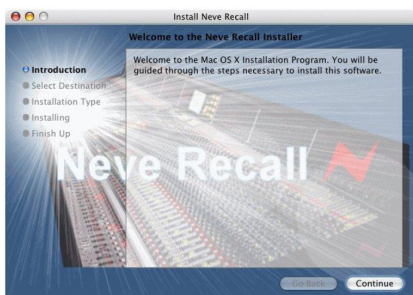 Install Neve Recall
Welcome to the Neve Recall Installer
Introduction
Select Destination
Installation Type
Installing
Finish Up
Welcome to the Mac OS X Installation Program. You will be
guided through the steps necessary to install this software.
Neve Recall
Go Back
Continue